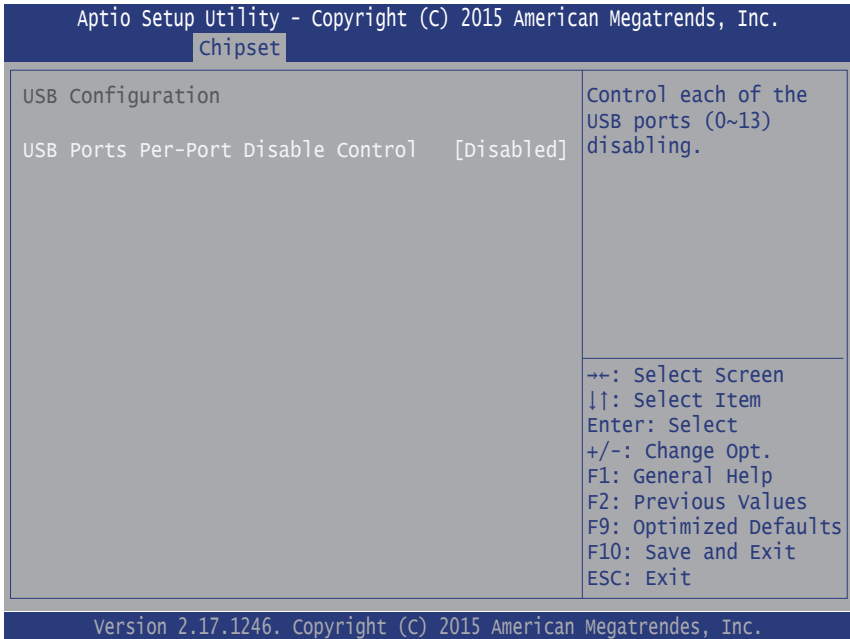 Aptio Setup Utility - Copyright (C) 2015 American Megatrends, Inc.
Chipset
USB Configuration
USB Ports Per-Port Disable Control [Disabled]
Control each of the
USB ports (0~13)
disabling.
→←: Select Screen
↓↑: Select Item
Enter: Select
+/-: Change Opt.
F1: General Help
F2: Previous Values
F9: Optimized Defaults
F10: Save and Exit
ESC: Exit
Version 2.17.1246. Copyright (C) 2015 American Megatrendes, Inc.